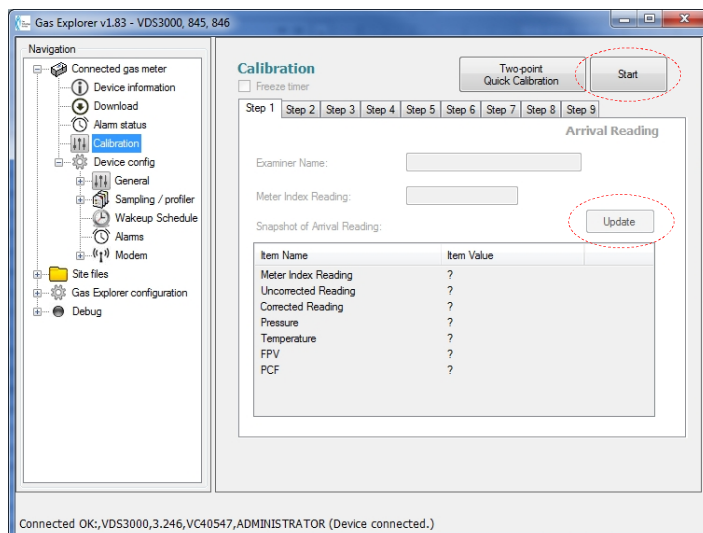 Gas Explorer v1.83 - VDS3000, 845, 846
Navigation
Connected gas meter
Device information
Download
Alarm status
Calibration
Device config
General
Sampling / profiler
Wakeup Schedule
Alarms
Modem
Site files
Gas Explorer configuration
Debug
Calibration
Freeze timer
Two-point
Quick Calibration
Start
Step 1 Step 2 Step 3 Step 4 Step 5 Step 6 Step 7 Step 8 Step 9
Arrival Reading
Examiner Name:
Meter Index Reading:
Snapshot of Arrival Reading:
Update
Item Name Item Value
Meter Index Reading ?
Uncorrected Reading ?
Corrected Reading ?
Pressure ?
Temperature ?
FPV ?
PCF ?
Connected OK:,VDS3000,3.246,VC40547,ADMINISTRATOR (Device connected.)